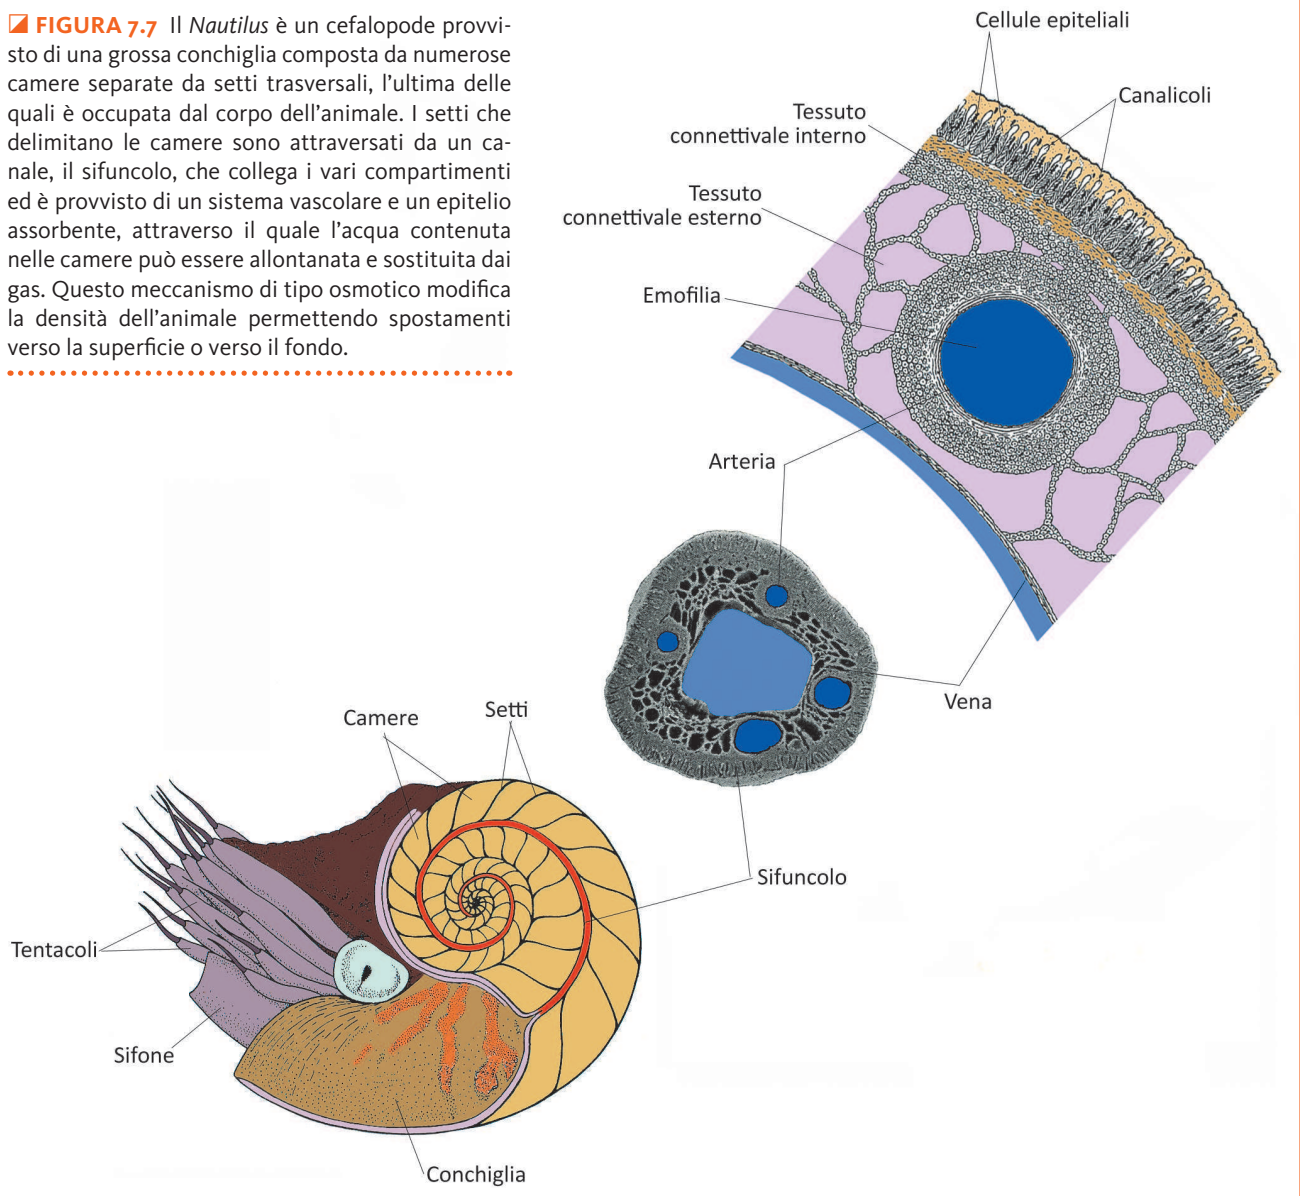 FIGURA 7.7 Il Nautilus è un cefalopode provvi-
sto di una grossa conchiglia composta da numerose
camere separate da setti trasversali, l'ultima delle
quali è occupata dal corpo dell'animale. I setti che
delimitano le camere sono attraversati da un ca-
nale, il sifuncolo, che collega i vari compartimenti
ed è provvisto di un sistema vascolare e un epitelio
assorbente, attraverso il quale l'acqua contenuta
nelle camere può essere allontanata e sostituita dai
gas. Questo meccanismo di tipo osmotico modifica
la densità dell'animale permettendo spostamenti
verso la superficie o verso il fondo.
Cellule epiteliali
Canalicoli
Tessuto
connettivale interno
Tessuto
connettivale esterno
Emofilia
Arteria
Vena
Camere
Setti
Sifuncolo
Tentacoli
Sifone
Conchiglia